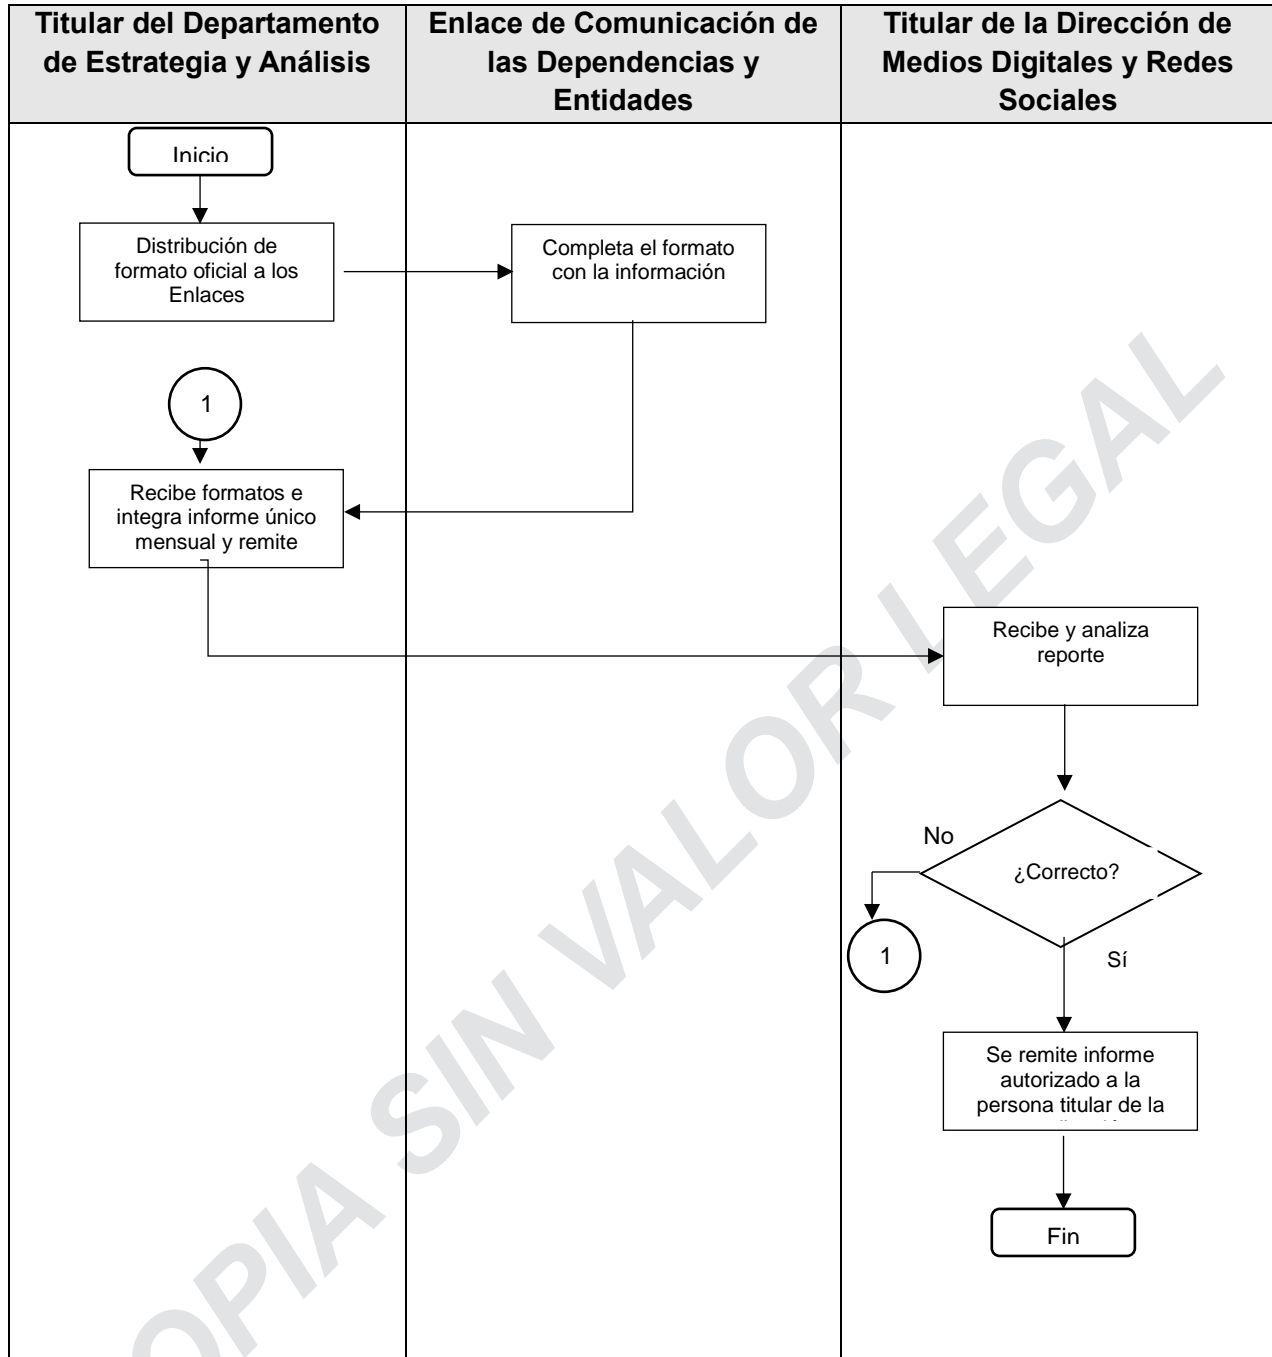 Titular del Departamento
de Estrategia y Análisis
Enlace de Comunicación de
las Dependencias y
Entidades
Titular de la Dirección de
Medios Digitales y Redes
Sociales
Inicio
Distribución de
formato oficial a los
Enlaces
Completa el formato
con la información
1
Recibe formatos e
integra informe único
mensual y remite
Recibe y analiza
reporte
¿Correcto?
No
1
Sí
Se remite informe
autorizado a la
persona titular de la
Fin
OPIA SIN VALOR LEGAL